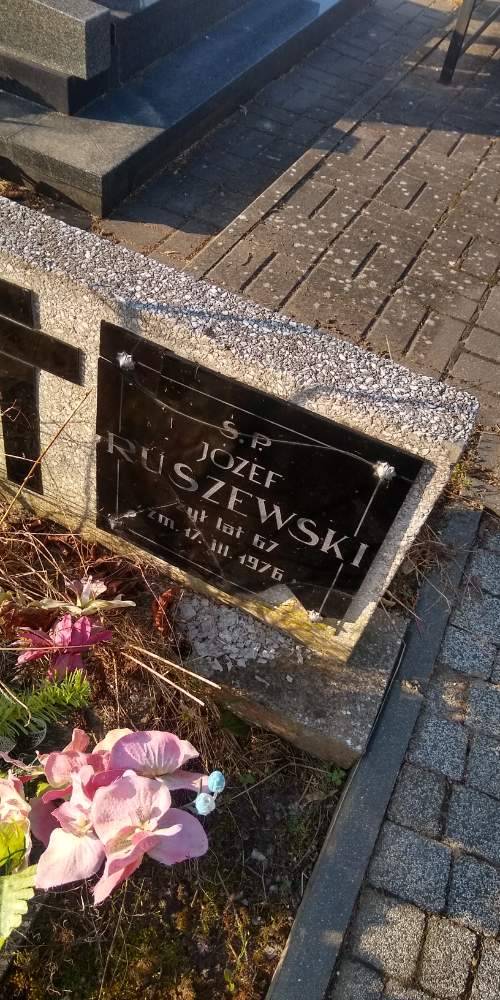 Ś.P.
JÓZEF
RUSZEWSKI
żył lat 67
zm. 17.III.1976